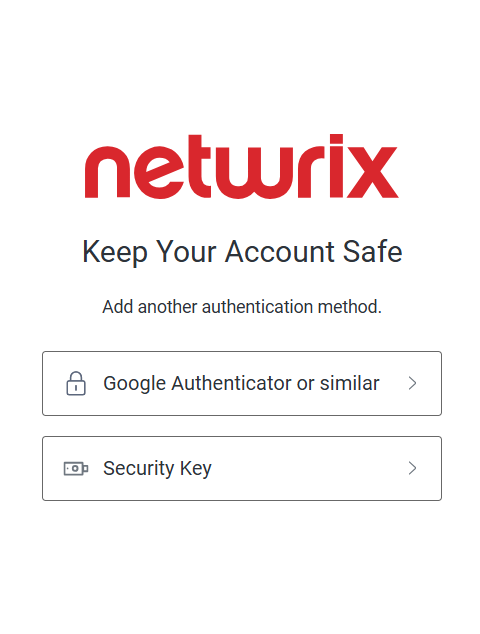 netwrix
Keep Your Account Safe
Add another authentication method.
Google Authenticator or similar
Security Key